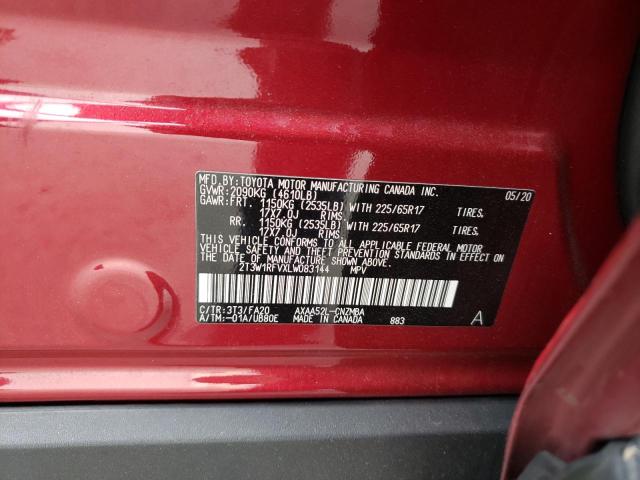 MFD.BY:TOYOTA MOTOR MANUFACTURING CANADA INC. 05/20
GVWR:2090KG (4610LB)
GAWR:FRT. 1150KG (2535LB) WITH 225/65R17 TIRES.
17X7.0J RIMS.
RR. 1150KG (2535LB) WITH 225/65R17 TIRES.
17X7.0J RIMS.
THIS VEHICLE CONFORMS TO ALL APPLICABLE FEDERAL MOTOR
VEHICLE SAFETY AND THEFT PREVENTION STANDARDS IN
EFFECT ON THE DATE OF MANUFACTURE SHOWN ABOVE.
2T3W1RFVXLW083144 MPV
C/TR:3T3/FA20 AXAA52L-CNZMBA
A/TM:-01A/UB80E MADE IN CANADA 883 A